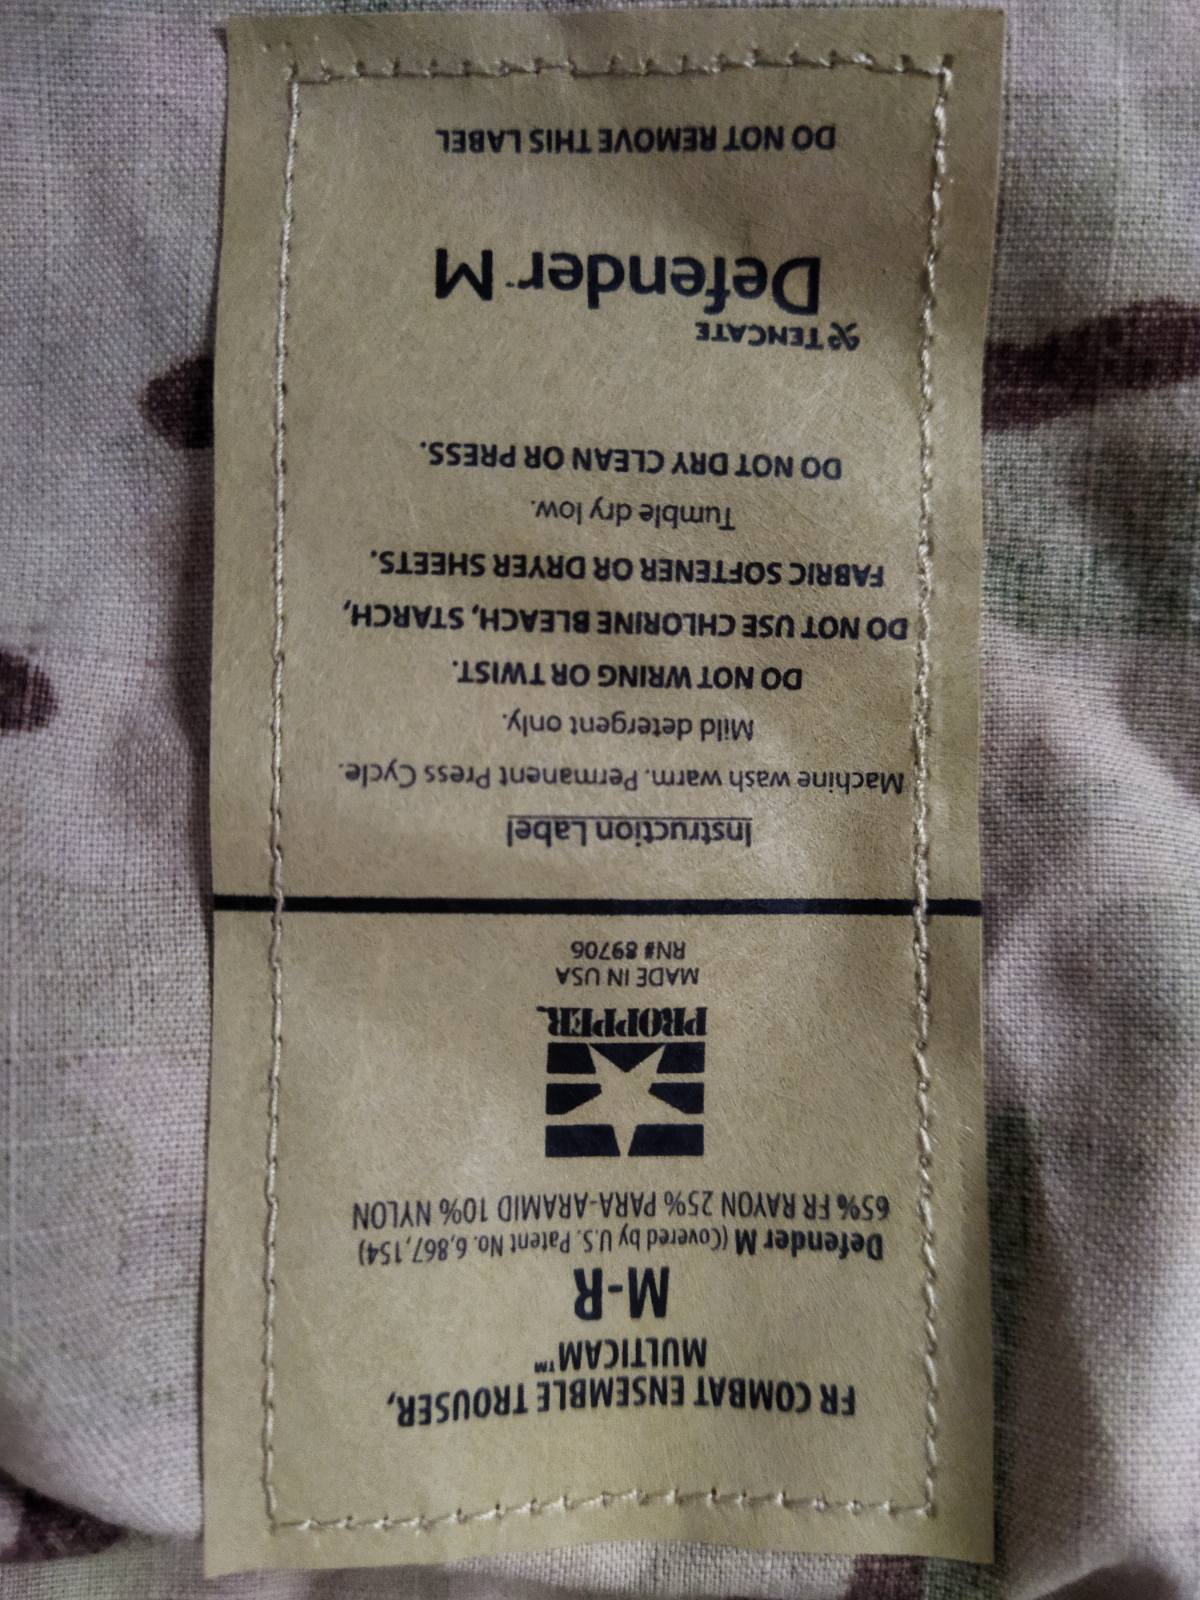 FR COMBAT ENSEMBLE TROUSER,
MULTICAM™
M-R
Defender M (Covered by U.S. Patent No. 6,867,154)
65% FR RAYON 25% PARA-ARAMID 10% NYLON
PROPPER™
MADE IN USA
RN# 89706
Instruction Label
Machine wash warm. Permanent Press Cycle.
Mild detergent only.
DO NOT WRING OR TWIST.
DO NOT USE CHLORINE BLEACH, STARCH,
FABRIC SOFTENER OR DRYER SHEETS.
Tumble dry low.
DO NOT DRY CLEAN OR PRESS.
TENCATE
Defender™ M
DO NOT REMOVE THIS LABEL